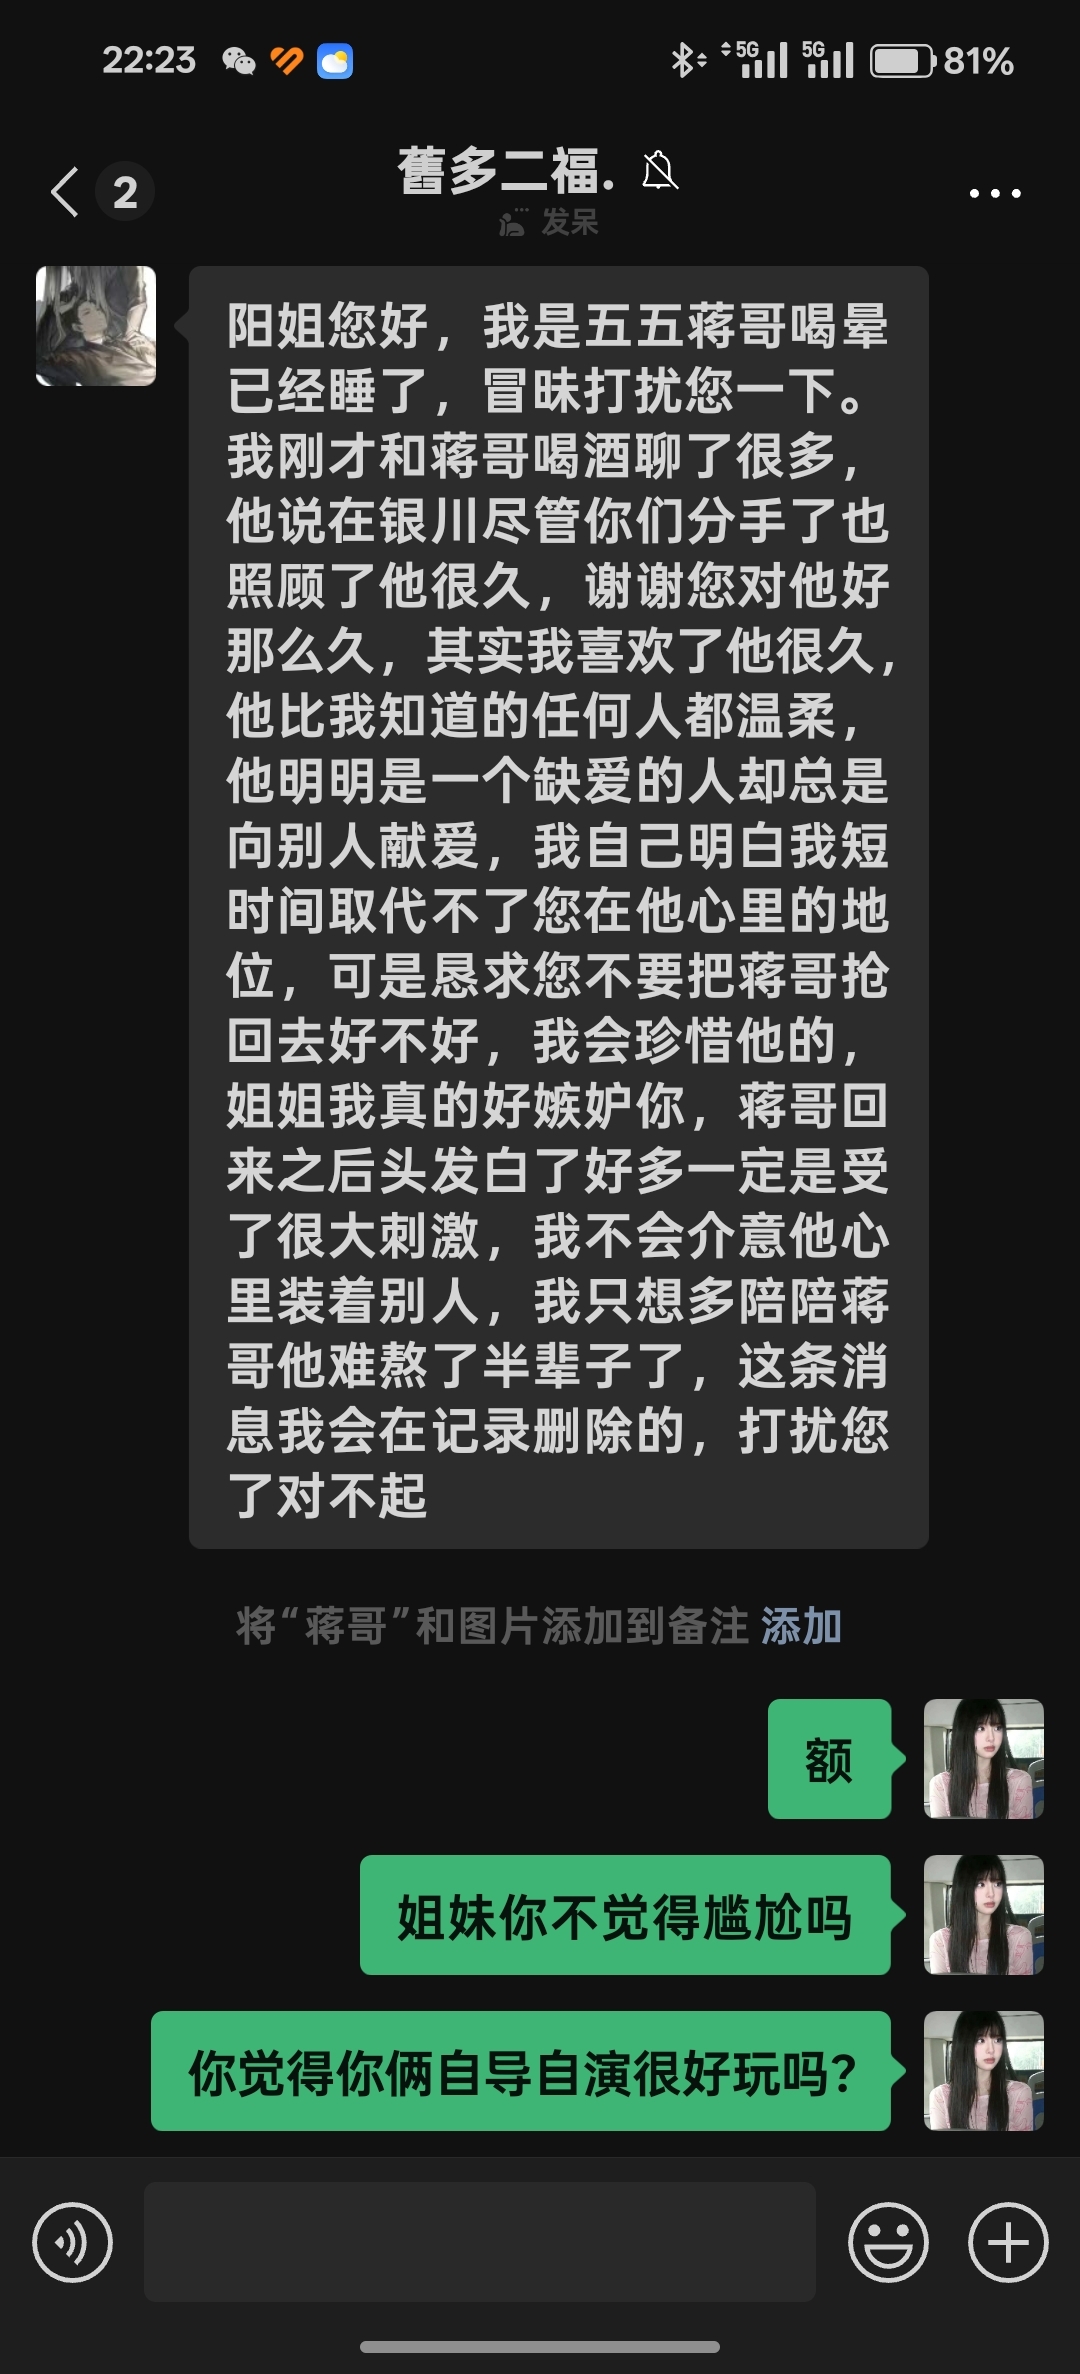 22:23 5G 5G 81%
2 舊多二福.
发呆
阳姐您好，我是五五蒋哥喝晕
已经睡了，冒昧打扰您一下。
我刚才和蒋哥喝酒聊了很多，
他说在银川尽管你们分手了也
照顾了他很久，谢谢您对他好
那么久，其实我喜欢了他很久，
他比我知道的任何人都温柔，
他明明是一个缺爱的人却总是
向别人献爱，我自己明白我短
时间取代不了您在他心里的地
位，可是恳求您不要把蒋哥抢
回去好不好，我会珍惜他的，
姐姐我真的好嫉妒你，蒋哥回
来之后头发白了好多一定是受
了很大刺激，我不会介意他心
里装着别人，我只想多陪陪蒋
哥他难熬了半辈子了，这条消
息我会在记录删除的，打扰您
了对不起
将“蒋哥”和图片添加到备注 添加
额
姐妹你不觉得尴尬吗
你觉得你俩自导自演很好玩吗？